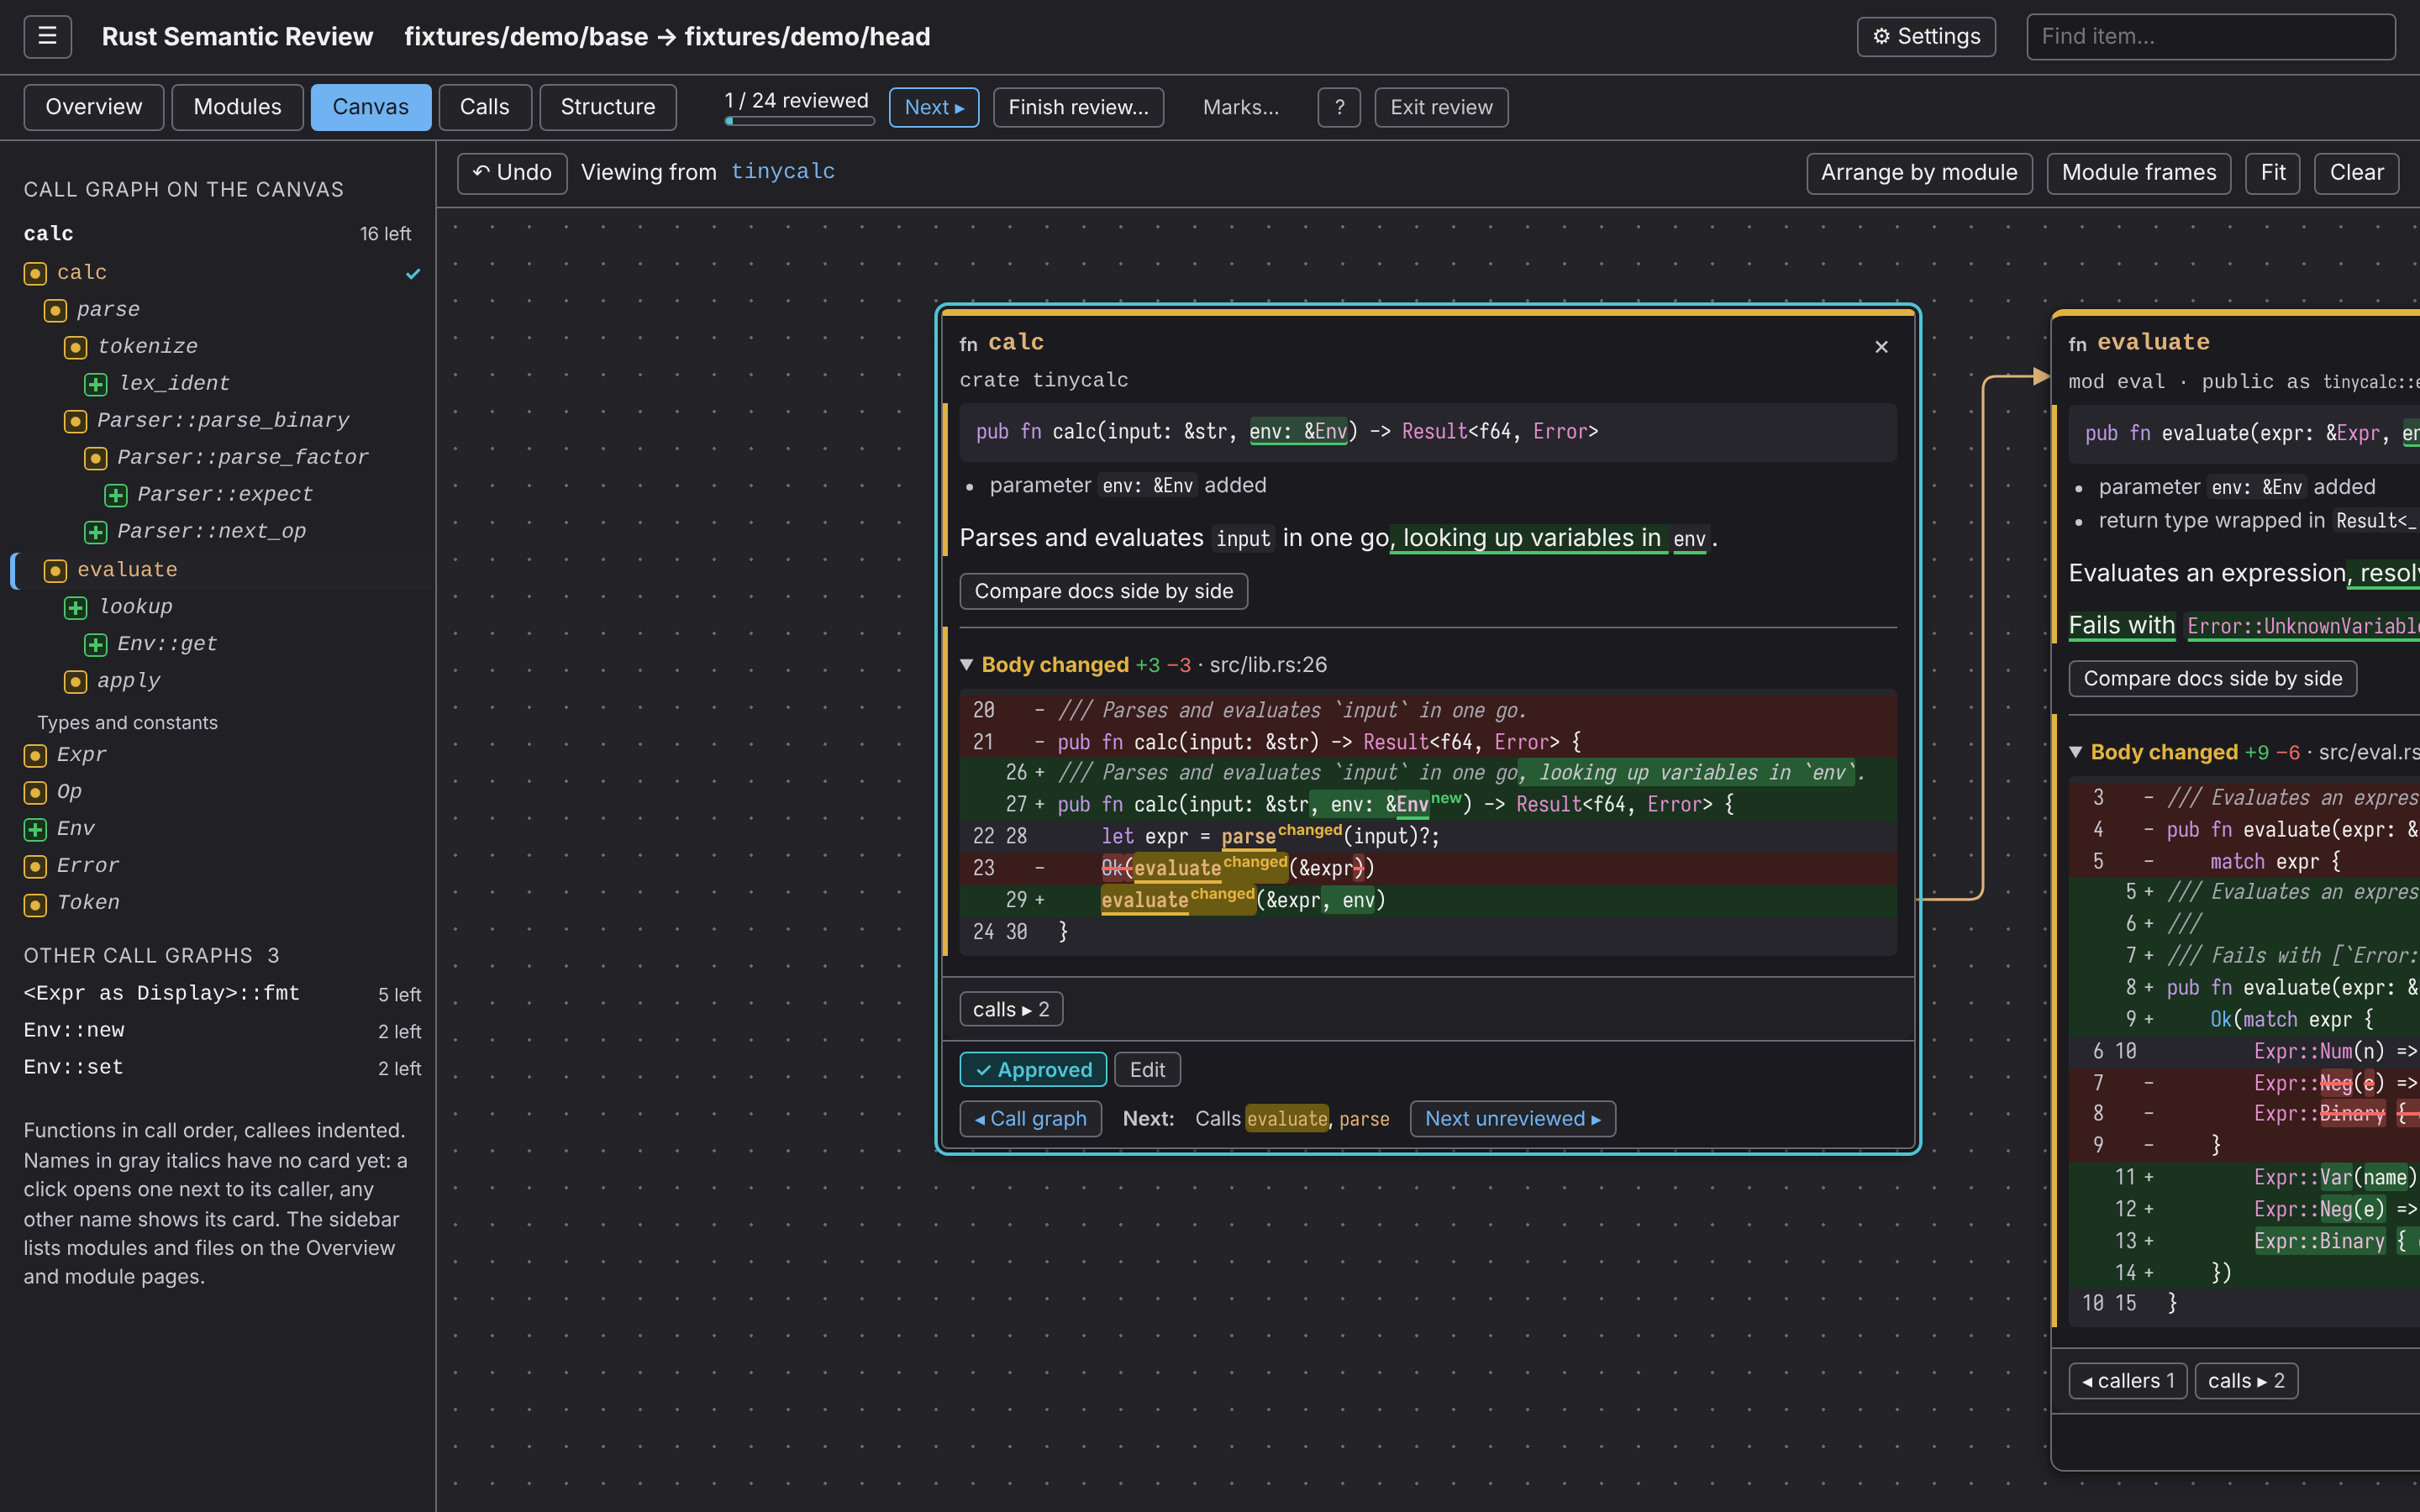 ☰ Rust Semantic Review fixtures/demo/base → fixtures/demo/head ⚙ Settings Find item...
Overview Modules Canvas Calls Structure 1 / 24 reviewed Next ▸ Finish review... Marks... ? Exit review
CALL GRAPH ON THE CANVAS
calc 16 left
calc ✓
parse
tokenize
lex_ident
Parser::parse_binary
Parser::parse_factor
Parser::expect
Parser::next_op
evaluate
lookup
Env::get
apply
Types and constants
Expr
Op
Env
Error
Token
OTHER CALL GRAPHS 3
<Expr as Display>::fmt 5 left
Env::new 2 left
Env::set 2 left
Functions in call order, callees indented.
Names in gray italics have no card yet: a
click opens one next to its caller, any
other name shows its card. The sidebar
lists modules and files on the Overview
and module pages.
↶ Undo Viewing from tinycalc Arrange by module Module frames Fit Clear
fn calc ×
crate tinycalc
pub fn calc(input: &str, env: &Env) -> Result<f64, Error>
• parameter env: &Env added
Parses and evaluates input in one go, looking up variables in env.
Compare docs side by side
▼ Body changed +3 −3 · src/lib.rs:26
20 − /// Parses and evaluates `input` in one go.
21 − pub fn calc(input: &str) -> Result<f64, Error> {
26 + /// Parses and evaluates `input` in one go, looking up variables in `env`.
27 + pub fn calc(input: &str, env: &Env new) -> Result<f64, Error> {
22 28 let expr = parse changed(input)?;
23 − Ok(evaluate changed(&expr))
29 + evaluate changed(&expr, env)
24 30 }
calls ▸ 2
✓ Approved Edit
◂ Call graph Next: Calls evaluate, parse Next unreviewed ▸
fn evaluate
mod eval · public as tinycalc::e
pub fn evaluate(expr: &Expr, en
• parameter env: &Env added
• return type wrapped in Result<_
Evaluates an expression, resolv
Fails with Error::UnknownVariabl
Compare docs side by side
▼ Body changed +9 −6 · src/eval.rs
3 − /// Evaluates an express
4 − pub fn evaluate(expr: &
5 − match expr {
5 + /// Evaluates an express
6 + ///
7 + /// Fails with [`Error:
8 + pub fn evaluate(expr: &
9 + Ok(match expr {
6 10 Expr::Num(n) =>
7 − Expr::Neg(e) =>
8 − Expr::Binary {
9 − }
11 + Expr::Var(name)
12 + Expr::Neg(e) =>
13 + Expr::Binary {
14 + })
10 15 }
◂ callers 1 calls ▸ 2